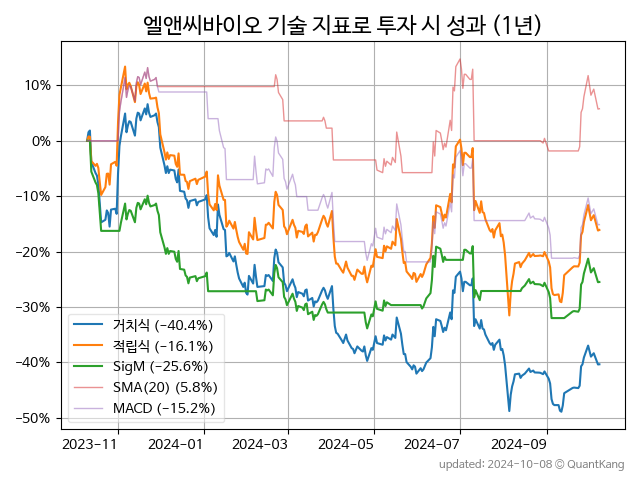 엘앤씨바이오 기술 지표로 투자 시 성과 (1년)
10%
0%
−10%
−20%
−30%
−40%
−50%
거치식 (−40.4%)
적립식 (−16.1%)
SigM (−25.6%)
SMA(20) (5.8%)
MACD (−15.2%)
2023-11 2024-01 2024-03 2024-05 2024-07 2024-09
updated: 2024-10-08 © QuantKang